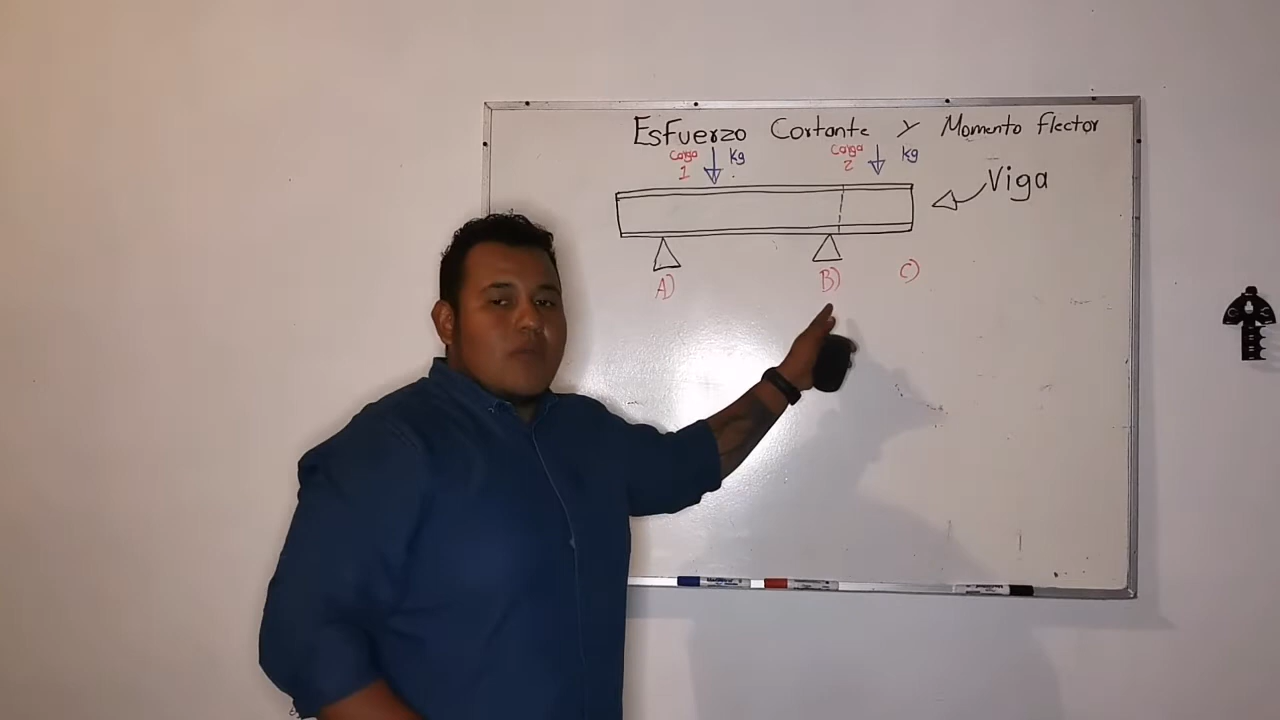 Esfuerzo Cortante y Momento flector
Carga 1 kg
Carga 2 kg
Viga
A) B) C)